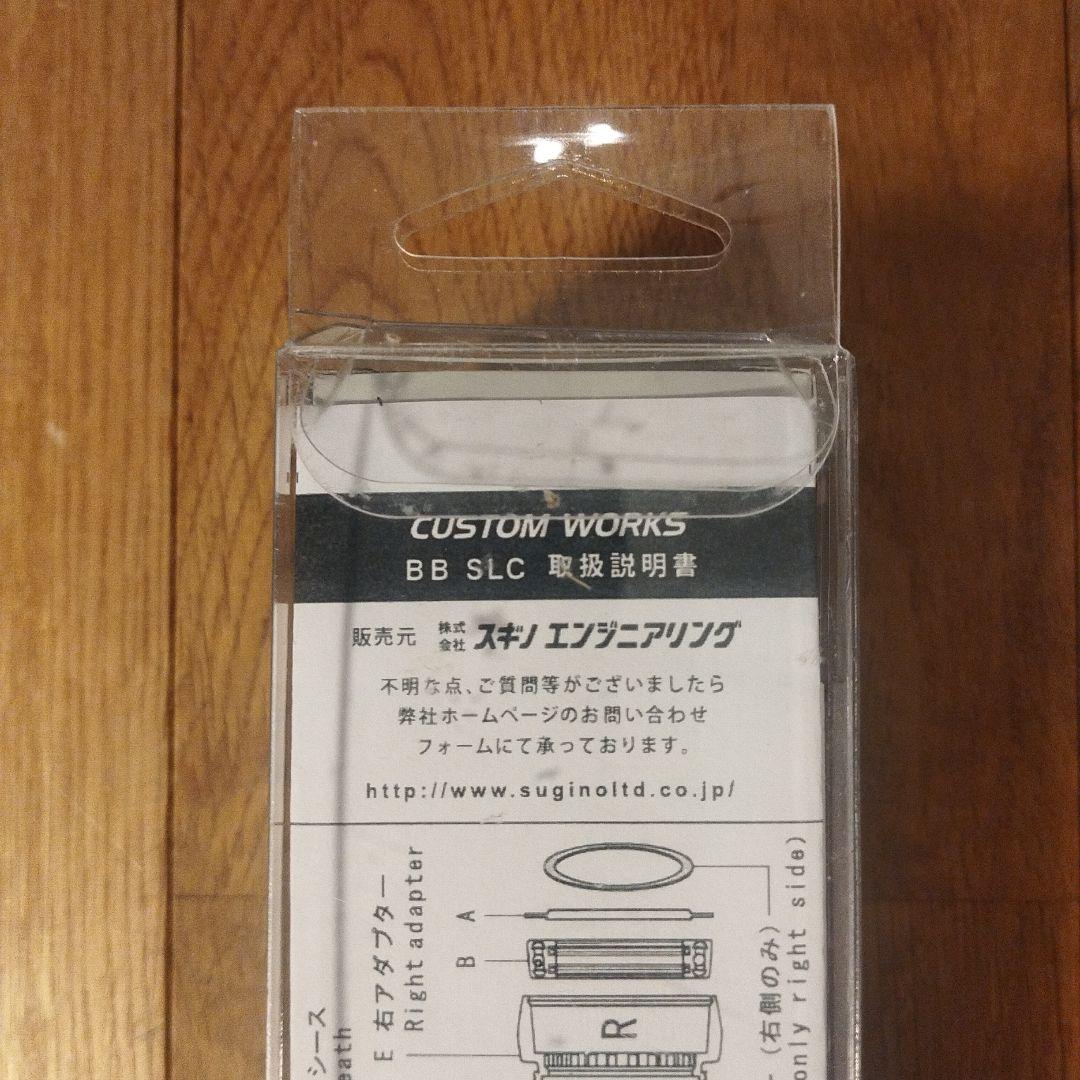 CUSTOM WORKS
BB SLC 取扱説明書
販売元 株式会社 スギノ エンジニアリング
不明な点、ご質問等がございましたら
弊社ホームページのお問い合わせ
フォームにて承っております。
http://www.suginoltd.co.jp/
A
B
E 右アダプター
Right adapter
R
(右側のみ)
only right side)
シース
eath